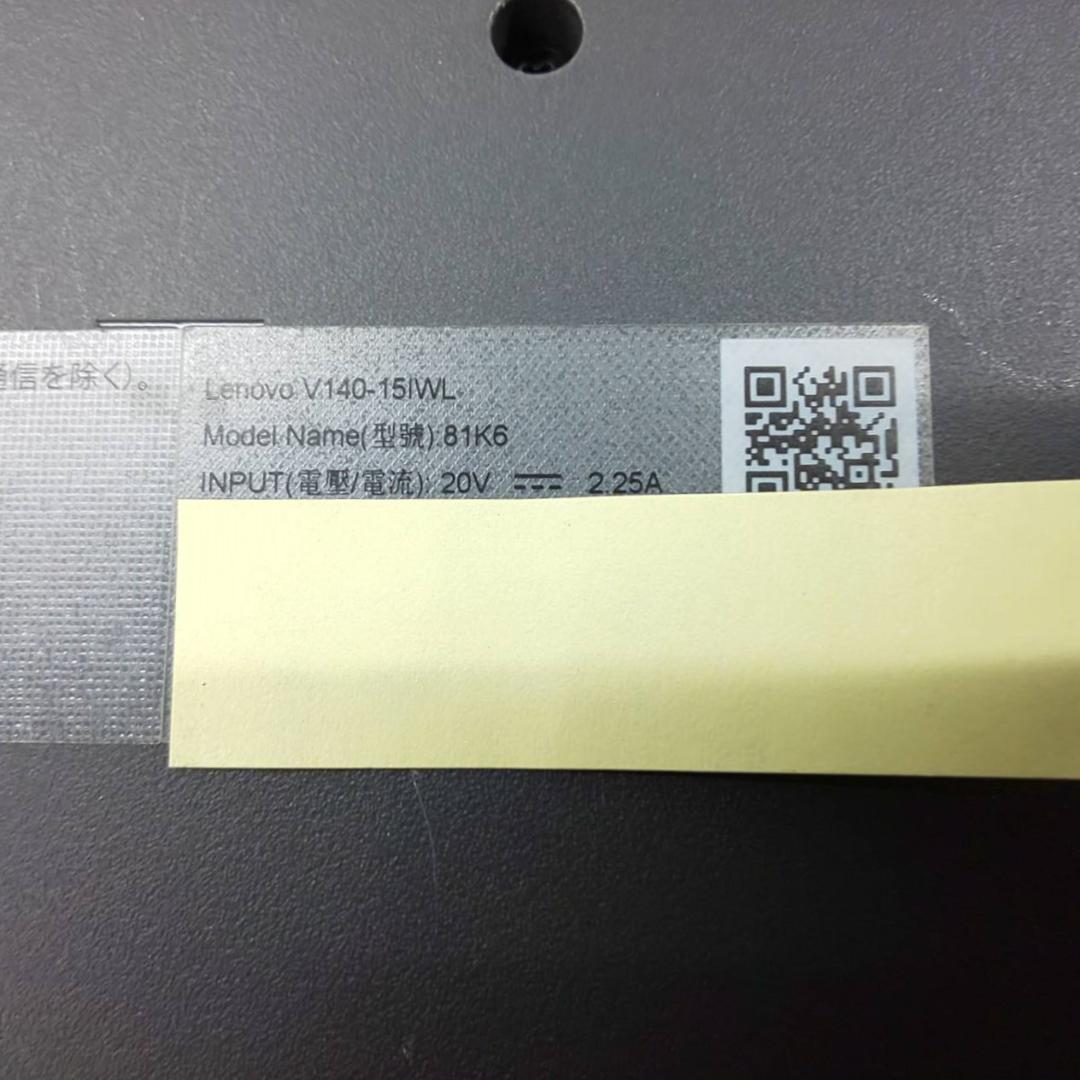 通信を除く)。
Lenovo V140-15IWL
Model Name(型號):81K6
INPUT(電壓/電流): 20V ⎓ 2.25A